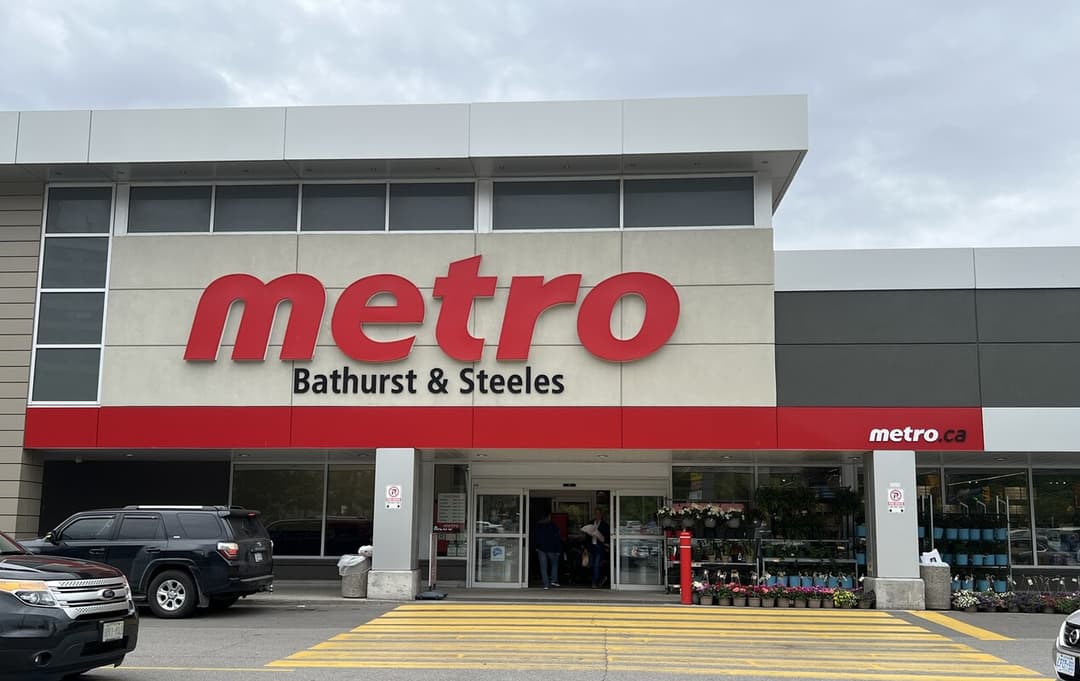 metro
Bathurst & Steeles
metro.ca